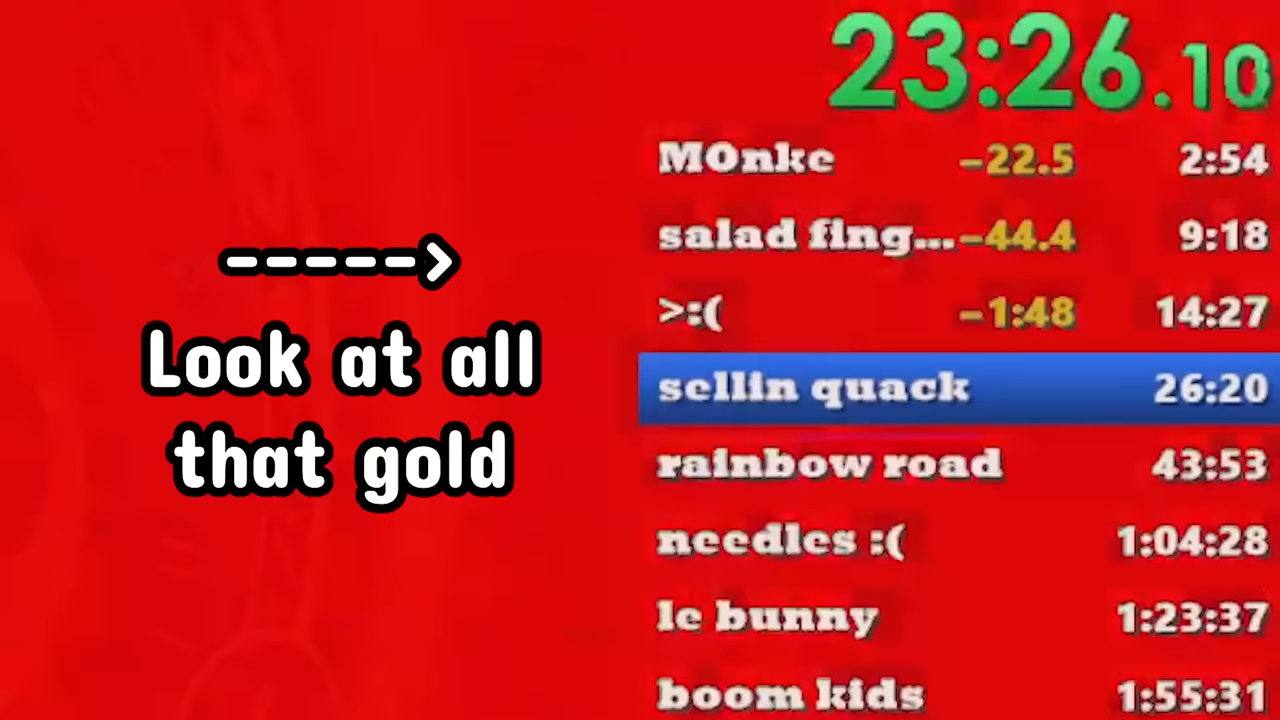 23:26.10
MOnke -22.5 2:54
salad fing... -44.4 9:18
>:( -1:48 14:27
----->
Look at all
that gold
sellin quack 26:20
rainbow road 43:53
needles :( 1:04:28
le bunny 1:23:37
boom kids 1:55:31